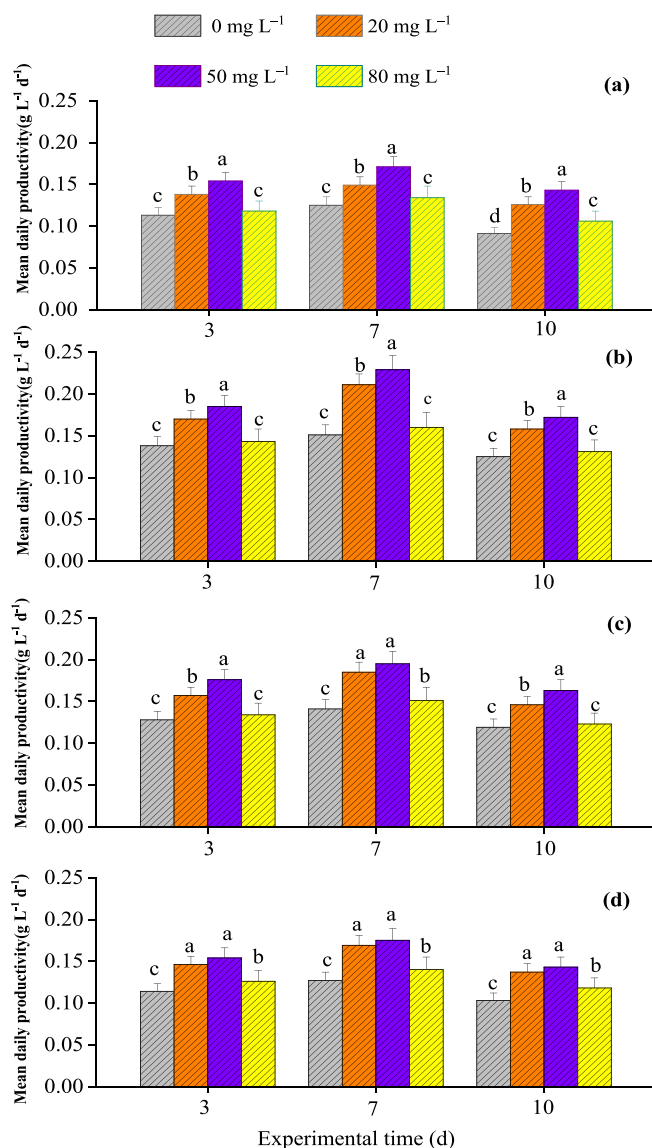 0 mg L⁻¹ 20 mg L⁻¹
50 mg L⁻¹ 80 mg L⁻¹
(a)
Mean daily productivity(g L⁻¹ d⁻¹)
0.25
0.20
0.15
0.10
0.05
0.00
c b a c
c b a c
d b a c
3 7 10
(b)
Mean daily productivity(g L⁻¹ d⁻¹)
0.25
0.20
0.15
0.10
0.05
0.00
c b a c
c b a c
c b a c
3 7 10
(c)
Mean daily productivity(g L⁻¹ d⁻¹)
0.25
0.20
0.15
0.10
0.05
0.00
c b a c
c a a b
c b a c
3 7 10
(d)
Mean daily productivity(g L⁻¹ d⁻¹)
0.25
0.20
0.15
0.10
0.05
0.00
c a a b
c a a b
c a a b
3 7 10
Experimental time (d)